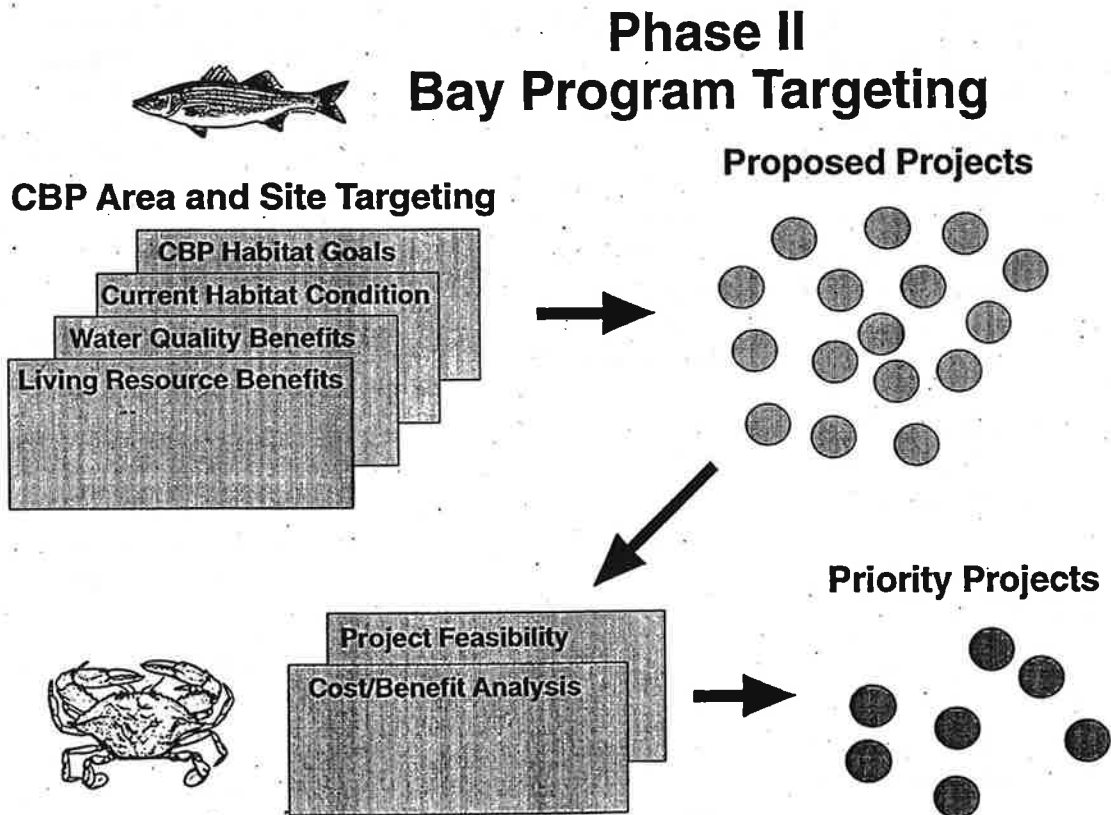 Phase II
Bay Program Targeting
CBP Area and Site Targeting
CBP Habitat Goals
Current Habitat Condition
Water Quality Benefits
Living Resource Benefits
Proposed Projects
Project Feasibility
Cost/Benefit Analysis
Priority Projects